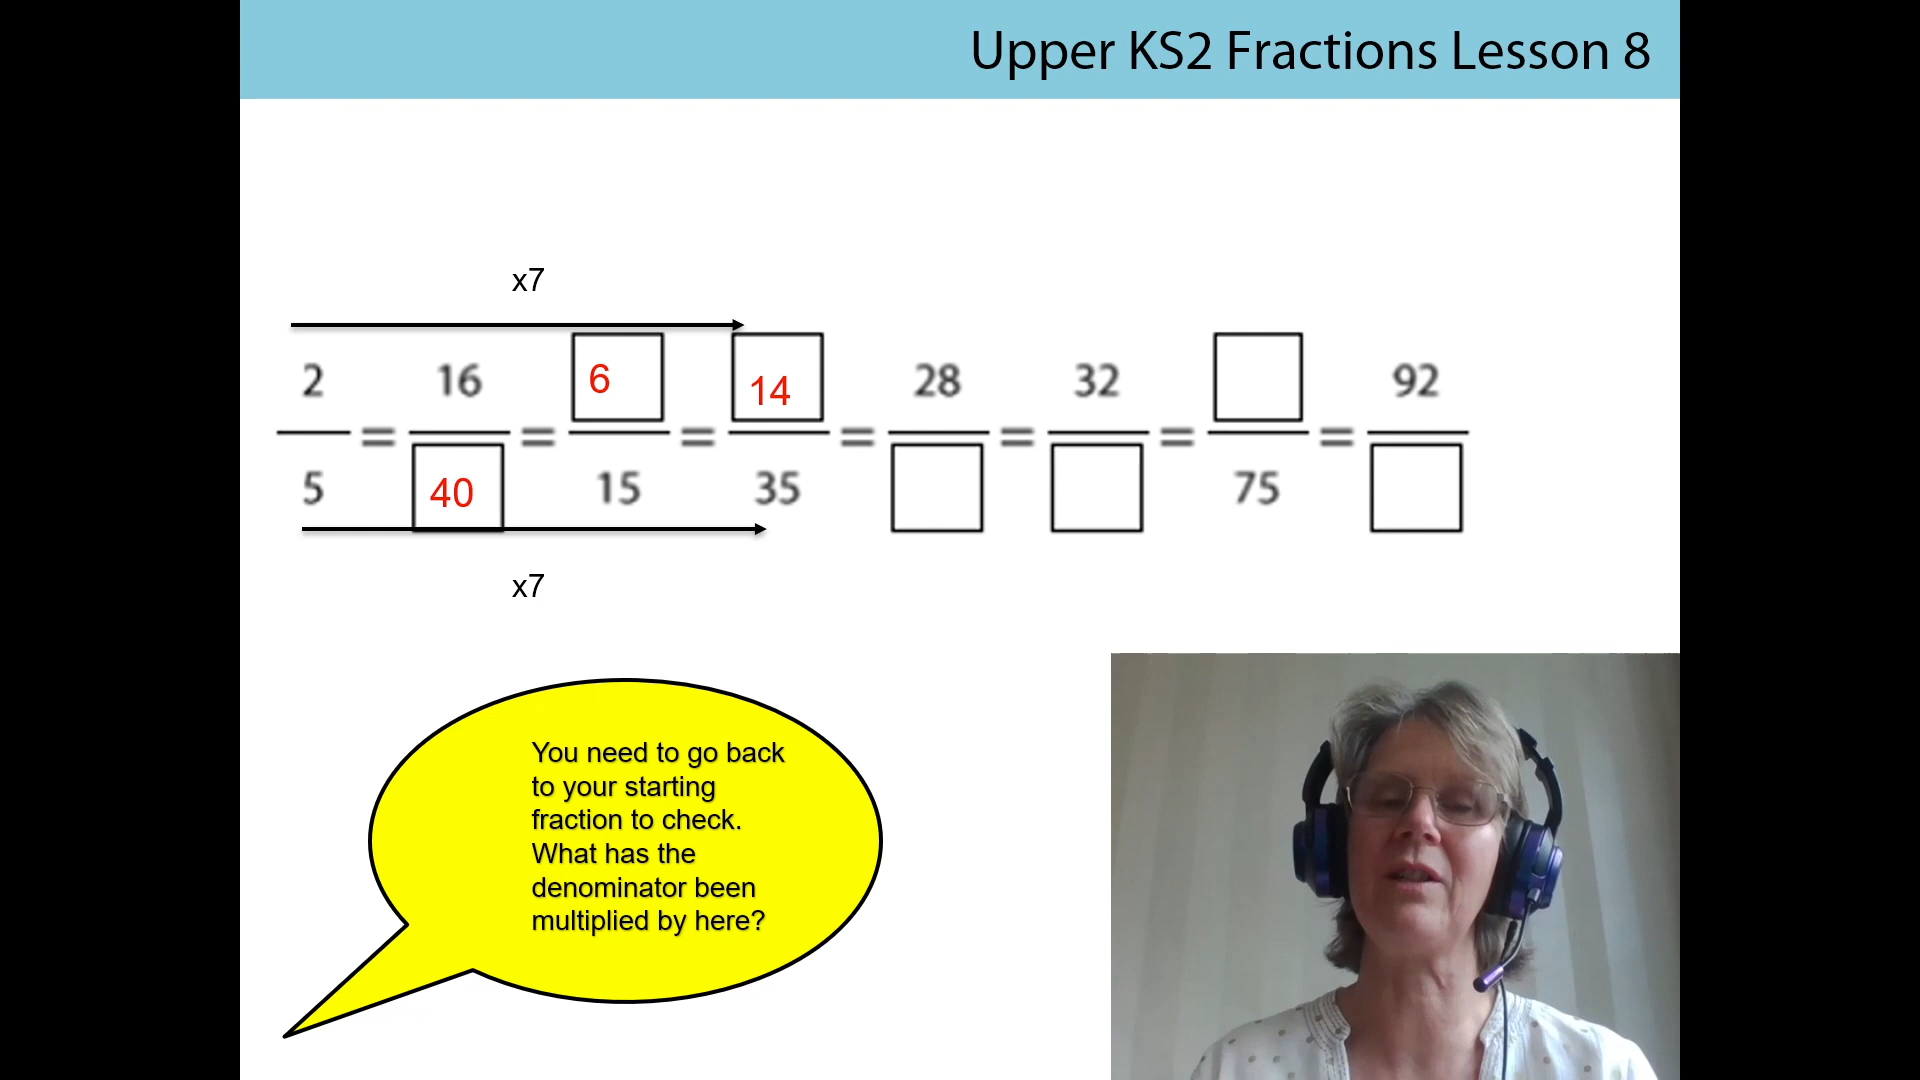 Upper KS2 Fractions Lesson 8
x7
2 16 6 14 28 32 92
= = = = = = =
5 40 15 35 75
x7
You need to go back
to your starting
fraction to check.
What has the
denominator been
multiplied by here?